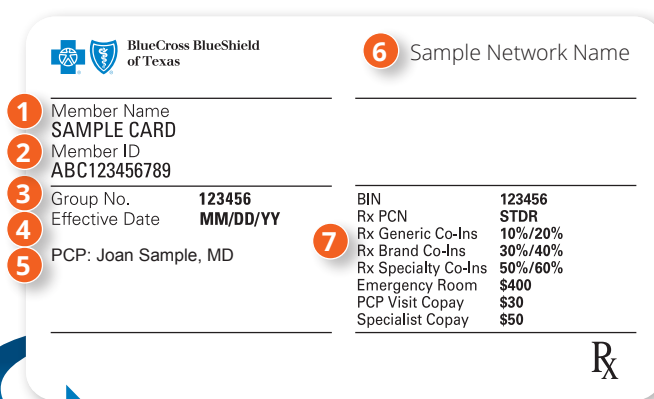 BlueCross BlueShield
of Texas
6 Sample Network Name
1 Member Name
SAMPLE CARD
2 Member ID
ABC123456789
3 Group No. 123456
4 Effective Date MM/DD/YY
5 PCP: Joan Sample, MD
7
BIN 123456
Rx PCN STDR
Rx Generic Co-Ins 10%/20%
Rx Brand Co-Ins 30%/40%
Rx Specialty Co-Ins 50%/60%
Emergency Room $400
PCP Visit Copay $30
Specialist Copay $50
Rx